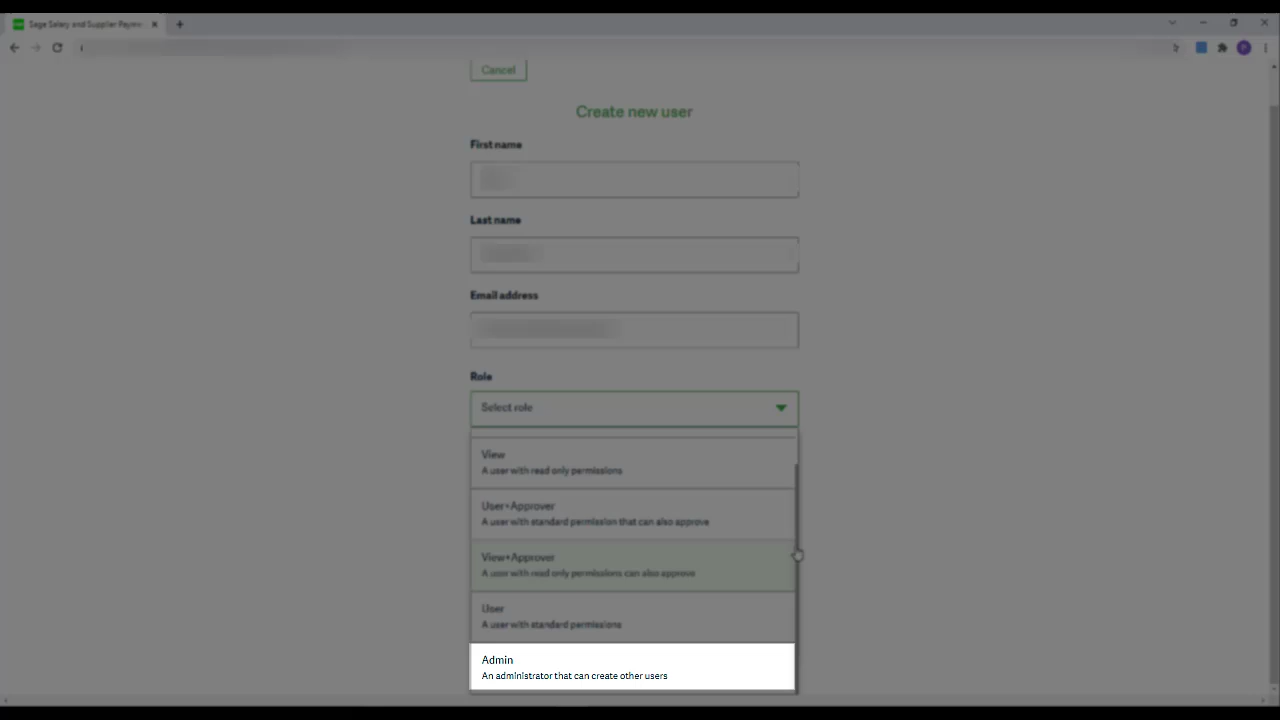 Sage Salary and Supplier Payme
Cancel
Create new user
First name
Last name
Email address
Role
Select role
View
A user with read only permissions
User+Approver
A user with standard permission that can also approve
View+Approver
A user with read only permissions can also approve
User
A user with standard permissions
Admin
An administrator that can create other users